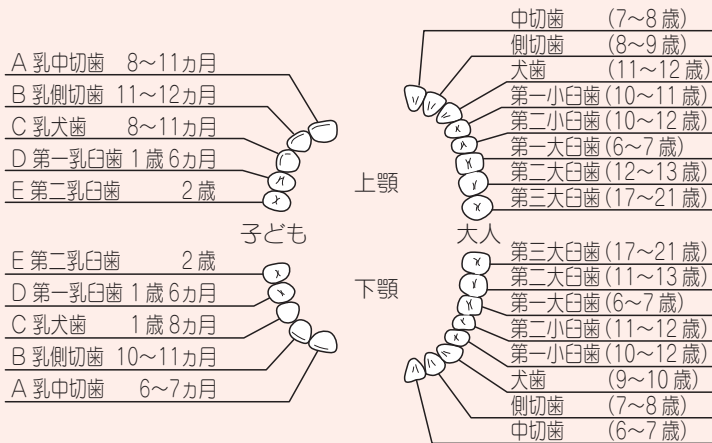 A 乳中切歯 8〜11ヵ月
B 乳側切歯 11〜12ヵ月
C 乳犬歯 8〜11ヵ月
D 第一乳臼歯 1歳6ヵ月
E 第二乳臼歯 2歳
子ども
E 第二乳臼歯 2歳
D 第一乳臼歯 1歳6ヵ月
C 乳犬歯 1歳8ヵ月
B 乳側切歯 10〜11ヵ月
A 乳中切歯 6〜7ヵ月
上顎
下顎
中切歯 (7〜8歳)
側切歯 (8〜9歳)
犬歯 (11〜12歳)
第一小臼歯(10〜11歳)
第二小臼歯(10〜12歳)
第一大臼歯(6〜7歳)
第二大臼歯(12〜13歳)
第三大臼歯(17〜21歳)
大人
第三大臼歯(17〜21歳)
第二大臼歯(11〜13歳)
第一大臼歯(6〜7歳)
第二小臼歯(11〜12歳)
第一小臼歯(10〜12歳)
犬歯 (9〜10歳)
側切歯 (7〜8歳)
中切歯 (6〜7歳)